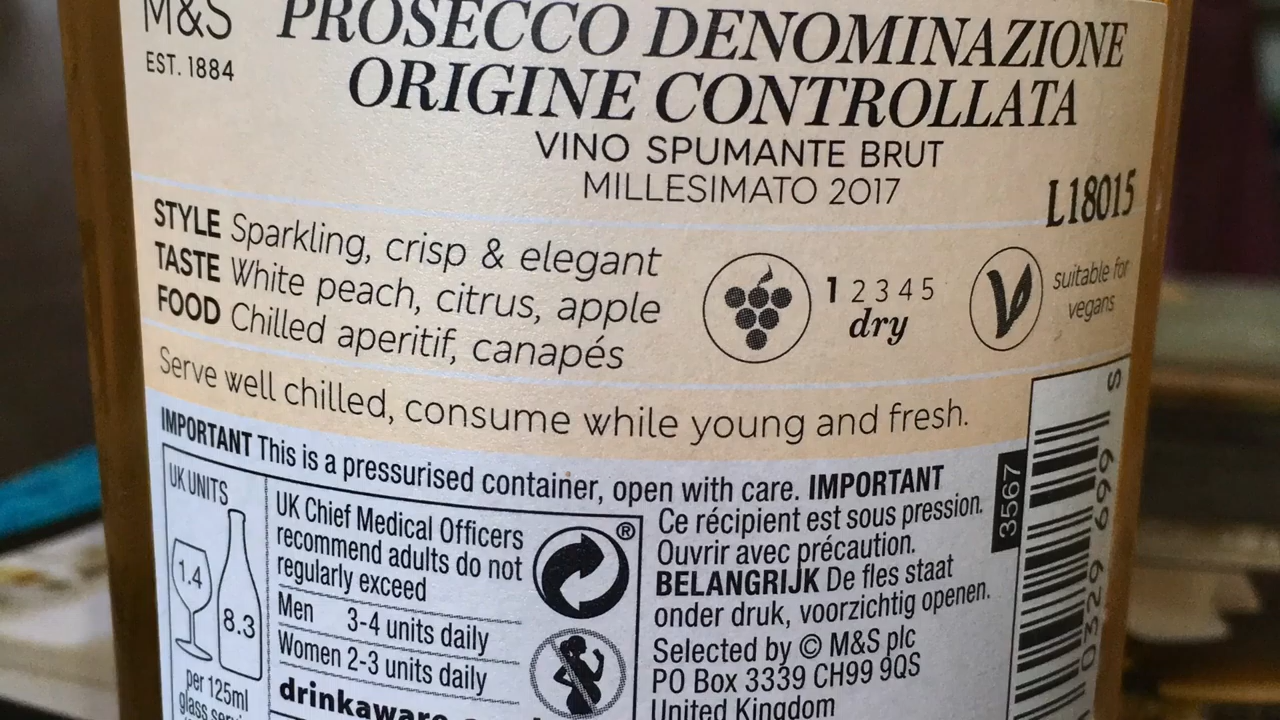 M&S
EST. 1884
PROSECCO DENOMINAZIONE
ORIGINE CONTROLLATA
VINO SPUMANTE BRUT
MILLESIMATO 2017
L18015
STYLE Sparkling, crisp & elegant
TASTE White peach, citrus, apple
FOOD Chilled aperitif, canapés
1 2 3 4 5
dry
suitable for
vegans
Serve well chilled, consume while young and fresh.
IMPORTANT This is a pressurised container, open with care. IMPORTANT
Ce récipient est sous pression.
Ouvrir avec précaution.
BELANGRIJK De fles staat
onder druk, voorzichtig openen.
Selected by © M&S plc
PO Box 3339 CH99 9QS
United Kingdom
UK UNITS
1.4
8.3
per 125ml
glass
UK Chief Medical Officers
recommend adults do not
regularly exceed
Men 3-4 units daily
Women 2-3 units daily
drinkaware
®
3567
S
0329 699